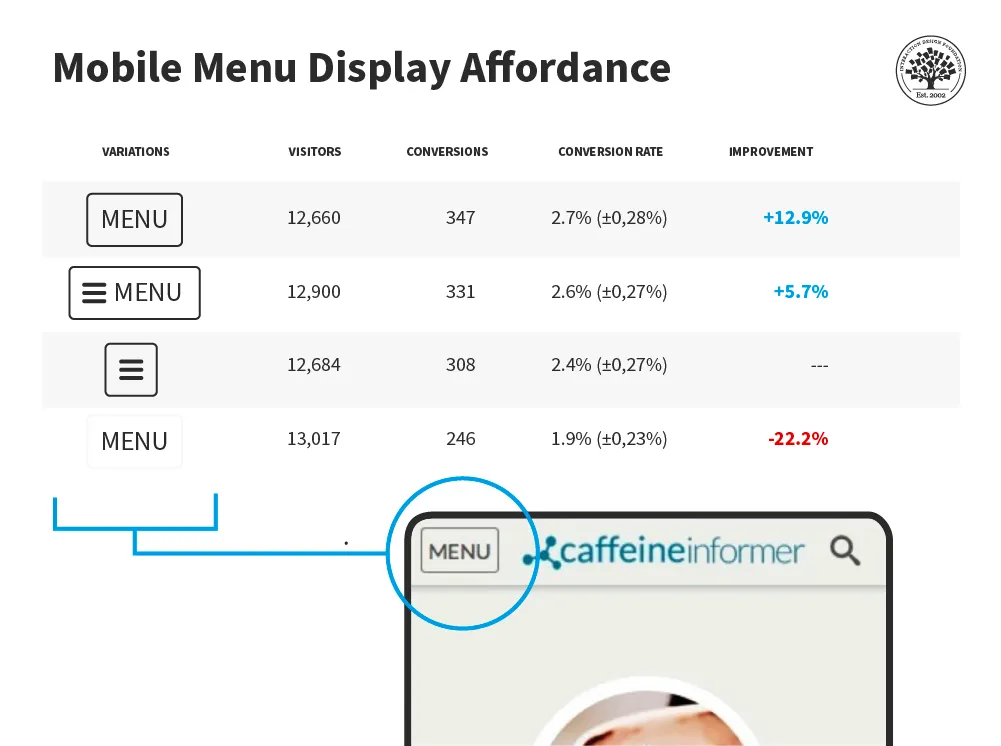 Mobile Menu Display Affordance
INTERACTION DESIGN FOUNDATION
Est. 2002
VARIATIONS VISITORS CONVERSIONS CONVERSION RATE IMPROVEMENT
MENU 12,660 347 2.7% (±0,28%) +12.9%
MENU 12,900 331 2.6% (±0,27%) +5.7%
12,684 308 2.4% (±0,27%) ---
MENU 13,017 246 1.9% (±0,23%) -22.2%
.
MENU caffeineinformer